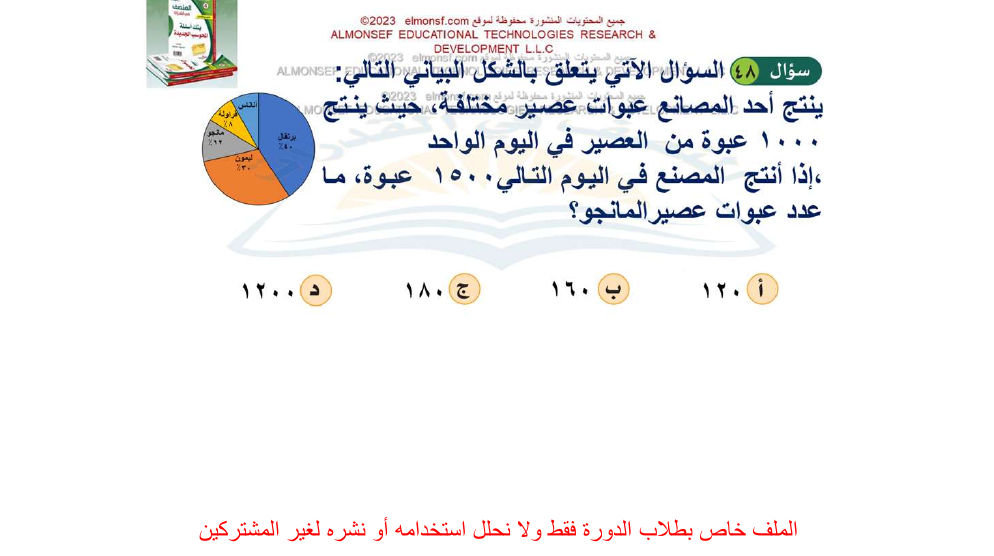 جميع المحتويات المنشورة محفوظة لموقع elmonsf.com ©2023
ALMONSEF EDUCATIONAL TECHNOLOGIES RESEARCH &
DEVELOPMENT L.L.C
سؤال ٤٨ السؤال الآتي يتعلق بالشكل البياني التالي:
ينتج أحد المصانع عبوات عصير مختلفة، حيث ينتج
١٠٠٠ عبوة من العصير في اليوم الواحد
،إذا أنتج المصنع في اليوم التالي١٥٠٠ عبوة، ما
عدد عبوات عصيرالمانجو؟
أناناس
فراولة
٨٪
مانجو
١٢٪
ليمون
٣٠٪
برتقال
٤٠٪
أ ١٢٠
ب ١٦٠
ج ١٨٠
د ١٢٠٠
الملف خاص بطلاب الدورة فقط ولا نحلل استخدامه أو نشره لغير المشتركين